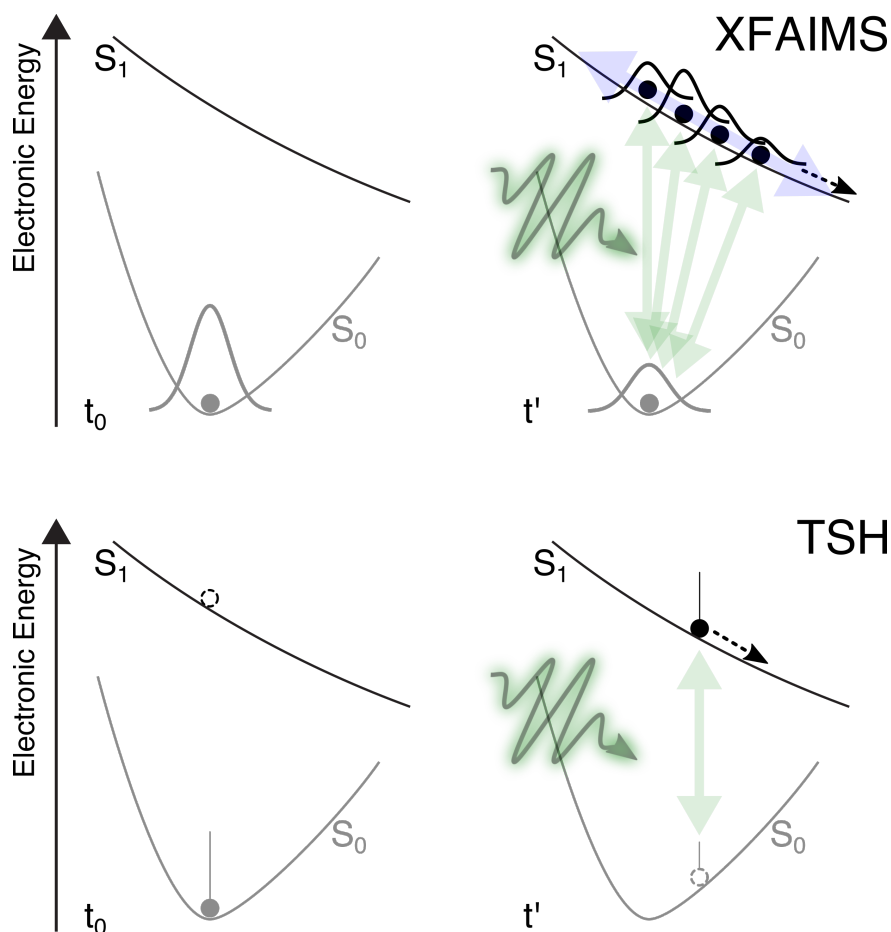 XFAIMS
Electronic Energy
S₁
S₀
t₀
S₁
S₀
t'
TSH
Electronic Energy
S₁
S₀
t₀
S₁
S₀
t'